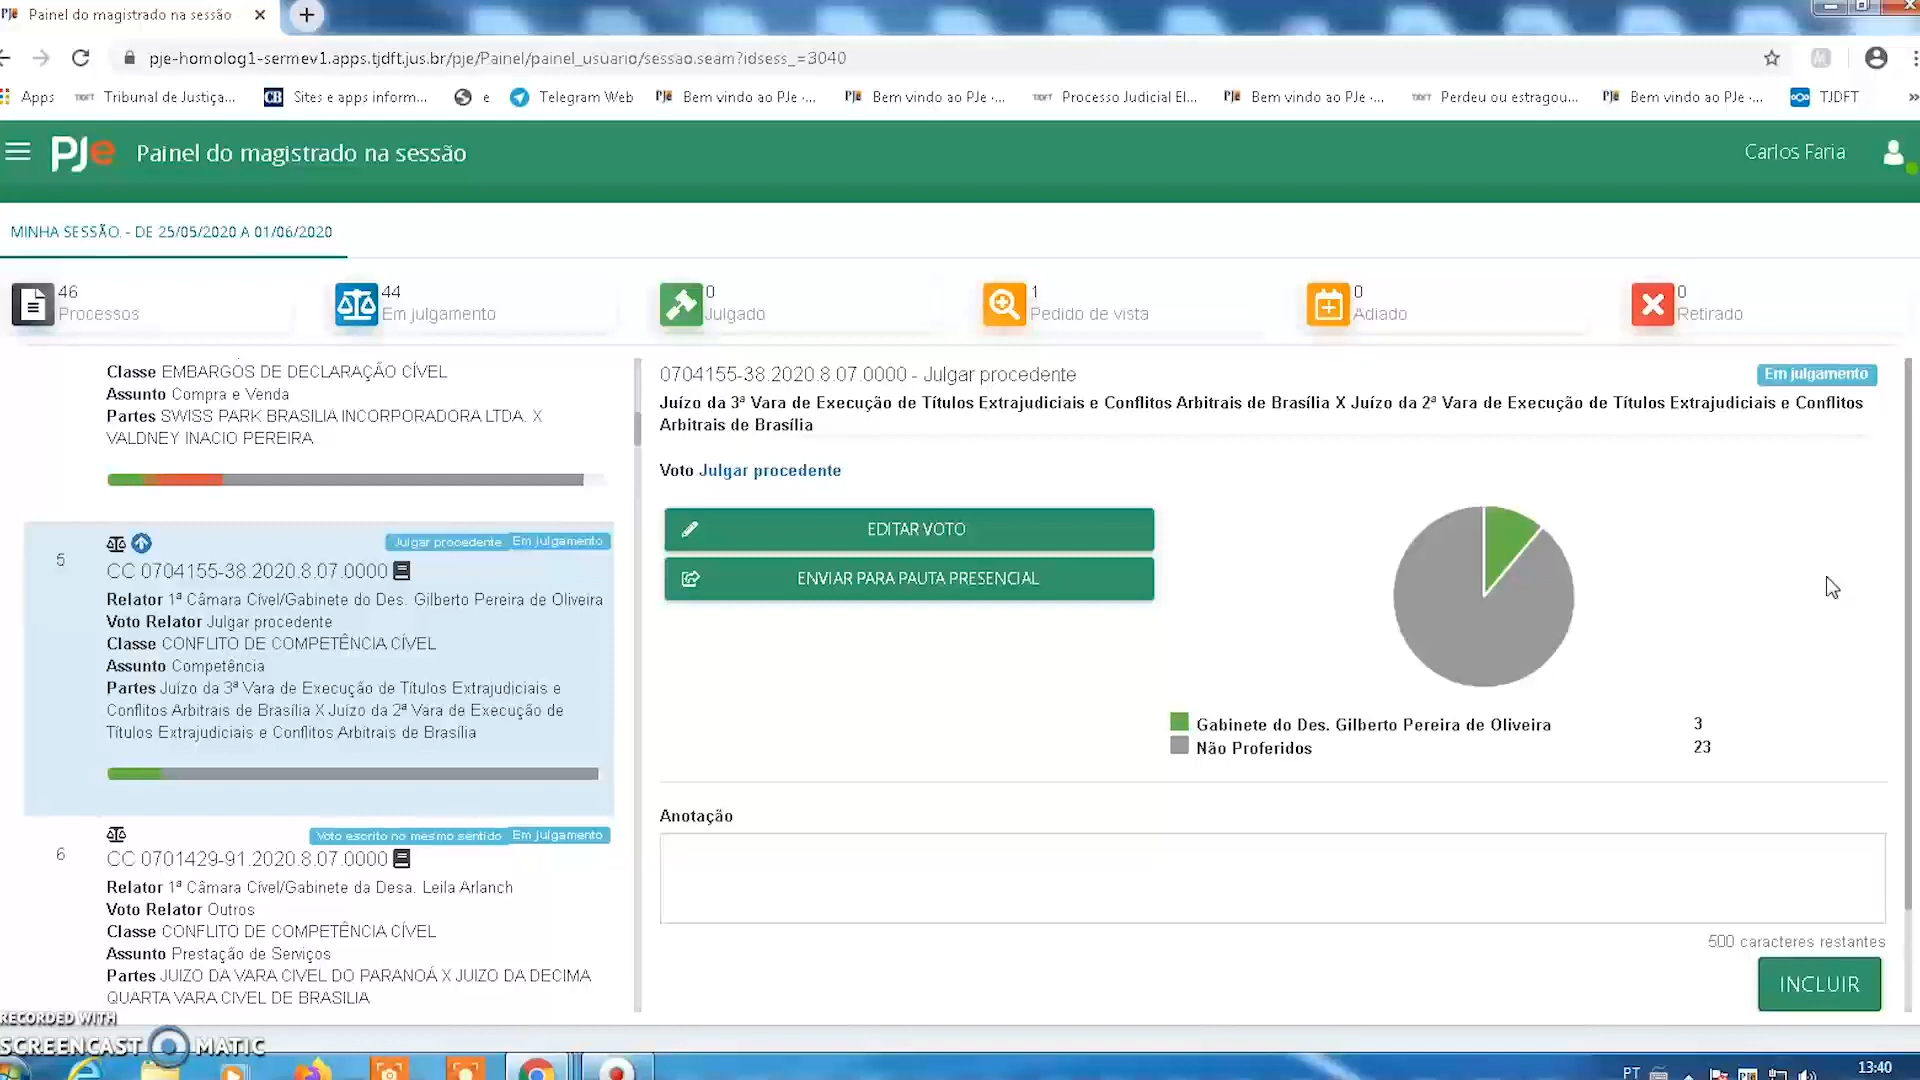 Painel do magistrado na sessão
pje-homolog1-sermev1.apps.tjdft.jus.br/pje/Painel/painel_usuario/sessao.seam?idsess_=3040
Apps
Tribunal de Justiça...
Sites e apps inform...
e
Telegram Web
Bem vindo ao PJe ·...
Bem vindo ao PJe ·...
Processo Judicial El...
Bem vindo ao PJe ·...
Perdeu ou estragou...
Bem vindo ao PJe ·...
TJDFT
»
PJe Painel do magistrado na sessão
Carlos Faria
MINHA SESSÃO. - DE 25/05/2020 A 01/06/2020
46
Processos
44
Em julgamento
0
Julgado
1
Pedido de vista
0
Adiado
0
Retirado
Classe EMBARGOS DE DECLARAÇÃO CÍVEL
Assunto Compra e Venda
Partes SWISS PARK BRASILIA INCORPORADORA LTDA. X
VALDNEY INACIO PEREIRA
5
Julgar procedente Em julgamento
CC 0704155-38.2020.8.07.0000
Relator 1ª Câmara Cível/Gabinete do Des. Gilberto Pereira de Oliveira
Voto Relator Julgar procedente
Classe CONFLITO DE COMPETÊNCIA CÍVEL
Assunto Competência
Partes Juízo da 3ª Vara de Execução de Títulos Extrajudiciais e
Conflitos Arbitrais de Brasília X Juízo da 2ª Vara de Execução de
Títulos Extrajudiciais e Conflitos Arbitrais de Brasília
6
Voto escrito no mesmo sentido Em julgamento
CC 0701429-91.2020.8.07.0000
Relator 1ª Câmara Cível/Gabinete da Desa. Leila Arlanch
Voto Relator Outros
Classe CONFLITO DE COMPETÊNCIA CÍVEL
Assunto Prestação de Serviços
Partes JUIZO DA VARA CIVEL DO PARANOÁ X JUIZO DA DECIMA
QUARTA VARA CIVEL DE BRASILIA
0704155-38.2020.8.07.0000 - Julgar procedente
Em julgamento
Juízo da 3ª Vara de Execução de Títulos Extrajudiciais e Conflitos Arbitrais de Brasília X Juízo da 2ª Vara de Execução de Títulos Extrajudiciais e Conflitos
Arbitrais de Brasília
Voto Julgar procedente
EDITAR VOTO
ENVIAR PARA PAUTA PRESENCIAL
Gabinete do Des. Gilberto Pereira de Oliveira 3
Não Proferidos 23
Anotação
500 caracteres restantes
INCLUIR
RECORDED WITH
SCREENCAST MATIC
PT
13:40